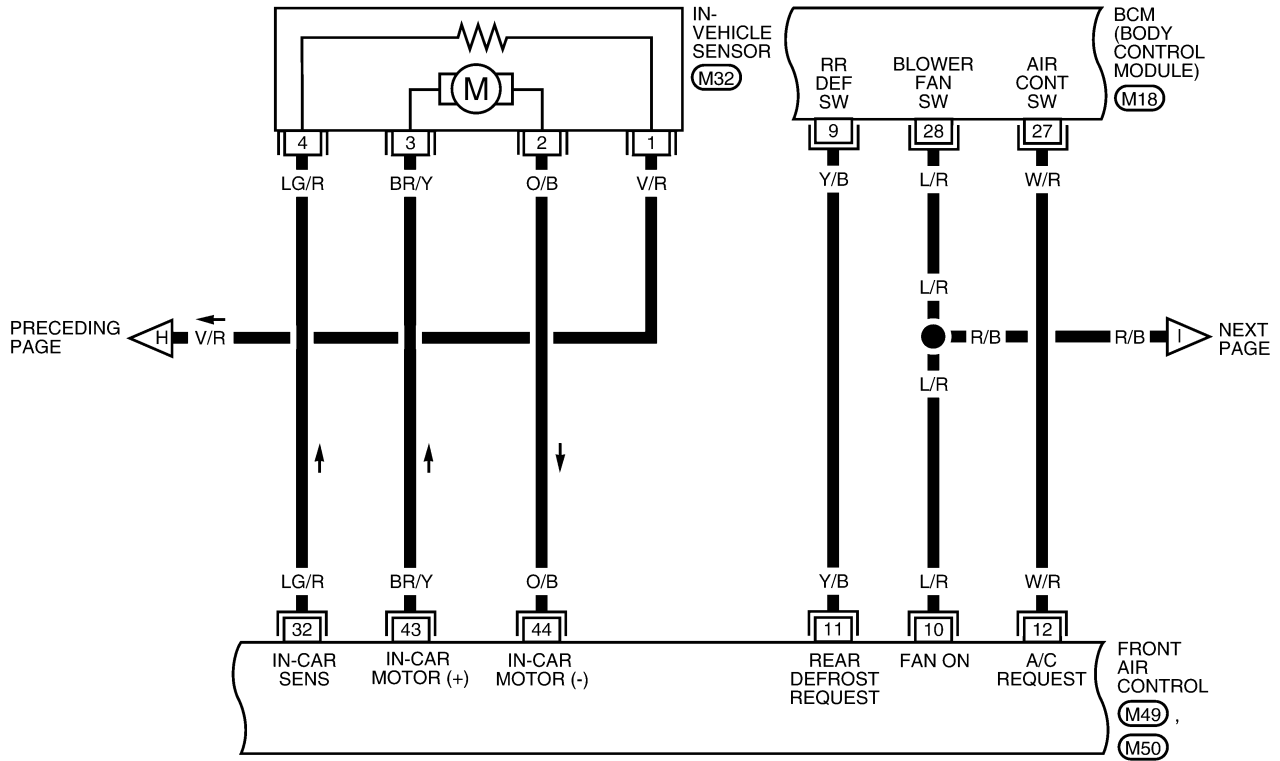 IN-
VEHICLE
SENSOR
M32
M
4
3
2
1
LG/R
BR/Y
O/B
V/R
BCM
(BODY
CONTROL
MODULE)
M18
RR
DEF
SW
BLOWER
FAN
SW
AIR
CONT
SW
9
28
27
Y/B
L/R
W/R
L/R
PRECEDING
PAGE
H
V/R
R/B
R/B
I
NEXT
PAGE
L/R
LG/R
BR/Y
O/B
Y/B
L/R
W/R
32
43
44
11
10
12
IN-CAR
SENS
IN-CAR
MOTOR (+)
IN-CAR
MOTOR (-)
REAR
DEFROST
REQUEST
FAN ON
A/C
REQUEST
FRONT
AIR
CONTROL
M49 ,
M50